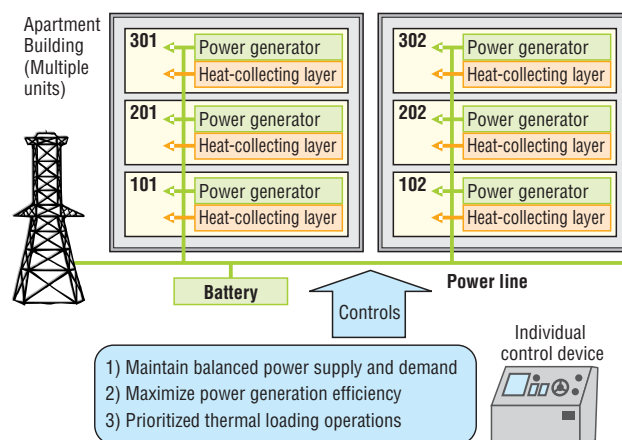 Apartment
Building
(Multiple
units)
301
Power generator
Heat-collecting layer
201
Power generator
Heat-collecting layer
101
Power generator
Heat-collecting layer
302
Power generator
Heat-collecting layer
202
Power generator
Heat-collecting layer
102
Power generator
Heat-collecting layer
Battery
Power line
Controls
1) Maintain balanced power supply and demand
2) Maximize power generation efficiency
3) Prioritized thermal loading operations
Individual
control device